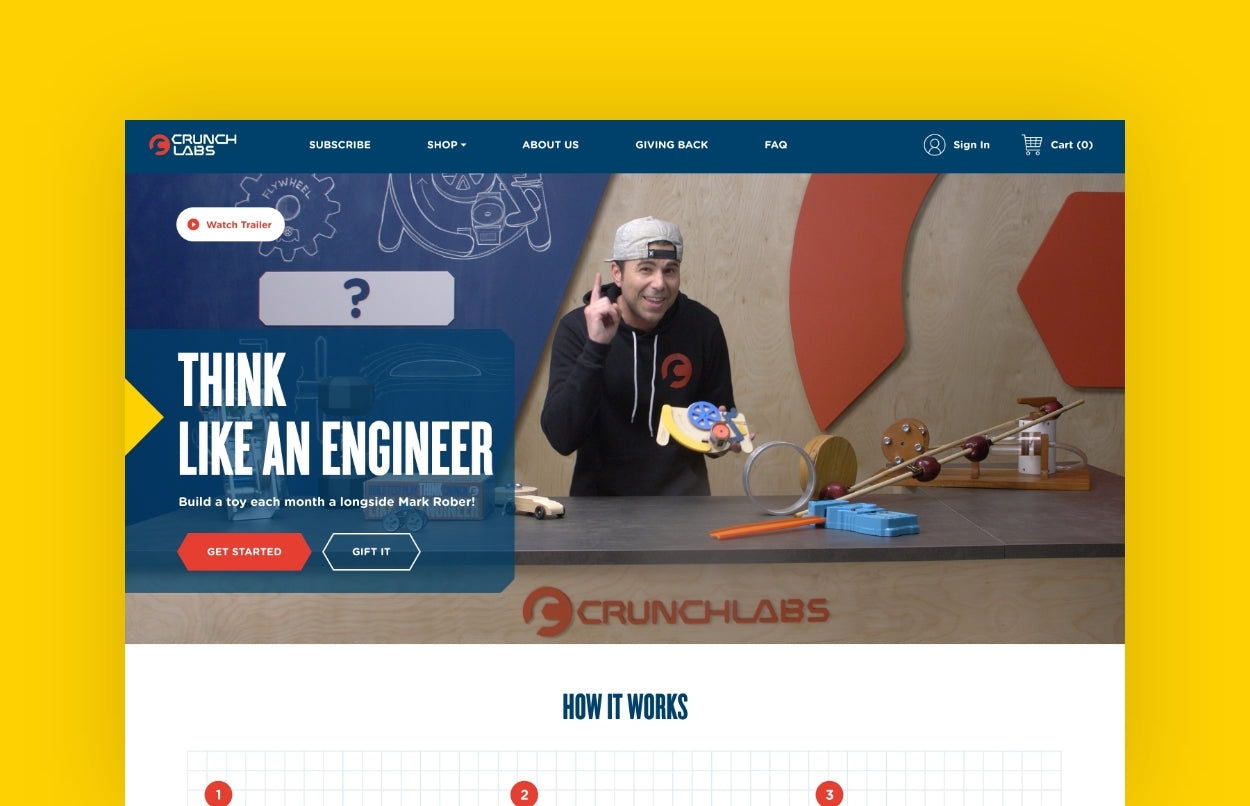 CRUNCH
LABS
SUBSCRIBE
SHOP
ABOUT US
GIVING BACK
FAQ
Sign In
Cart (0)
FLYWHEEL
Watch Trailer
?
THINK
LIKE AN ENGINEER
Build a toy each month a longside Mark Rober!
GET STARTED
GIFT IT
CRUNCHLABS
HOW IT WORKS
1
2
3